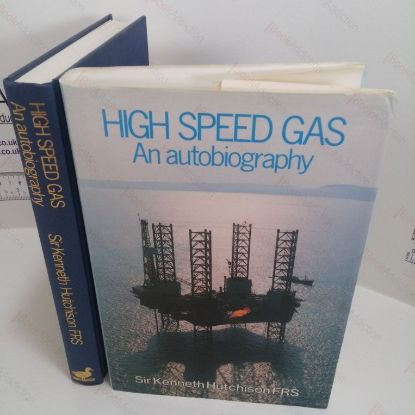 HIGH SPEED GAS
An autobiography
Sir Kenneth Hutchison FRS
HIGH SPEED GAS
An autobiography
Sir Kenneth Hutchison FRS